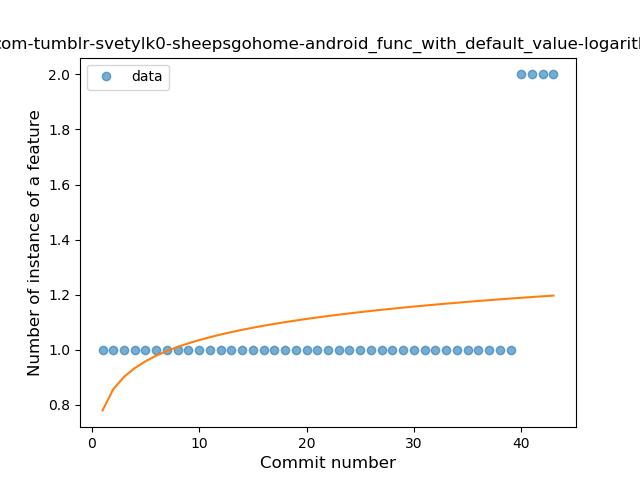 com-tumblr-svetylk0-sheepsgohome-android_func_with_default_value-logarith
data
Number of instance of a feature
2.0
1.8
1.6
1.4
1.2
1.0
0.8
0 10 20 30 40
Commit number